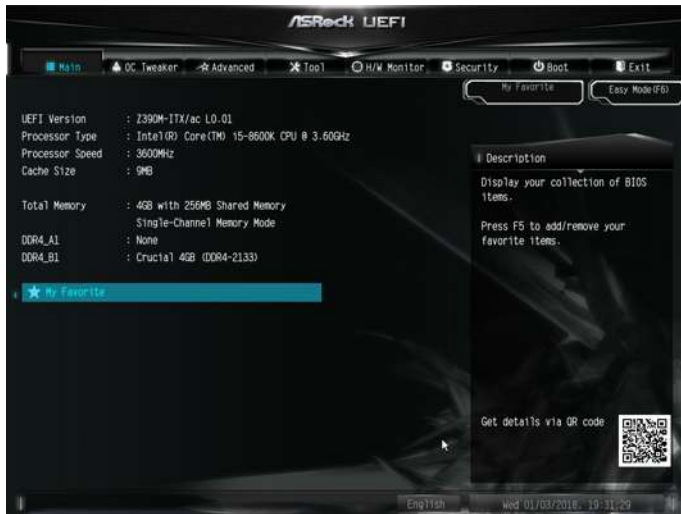 ASRock UEFI
Main OC Tweaker Advanced Tool H/W Monitor Security Boot Exit
My Favorite Easy Mode(F6)
UEFI Version : Z390M-ITX/ac L0.01
Processor Type : Intel(R) Core(TM) i5-8600K CPU @ 3.60GHz
Processor Speed : 3600MHz
Cache Size : 9MB
Total Memory : 4GB with 256MB Shared Memory
Single-Channel Memory Mode
DDR4_A1 : None
DDR4_B1 : Crucial 4GB (DDR4-2133)
My Favorite
Description
Display your collection of BIOS
items.
Press F5 to add/remove your
favorite items.
Get details via QR code
English Wed 01/03/2018, 19:31:29